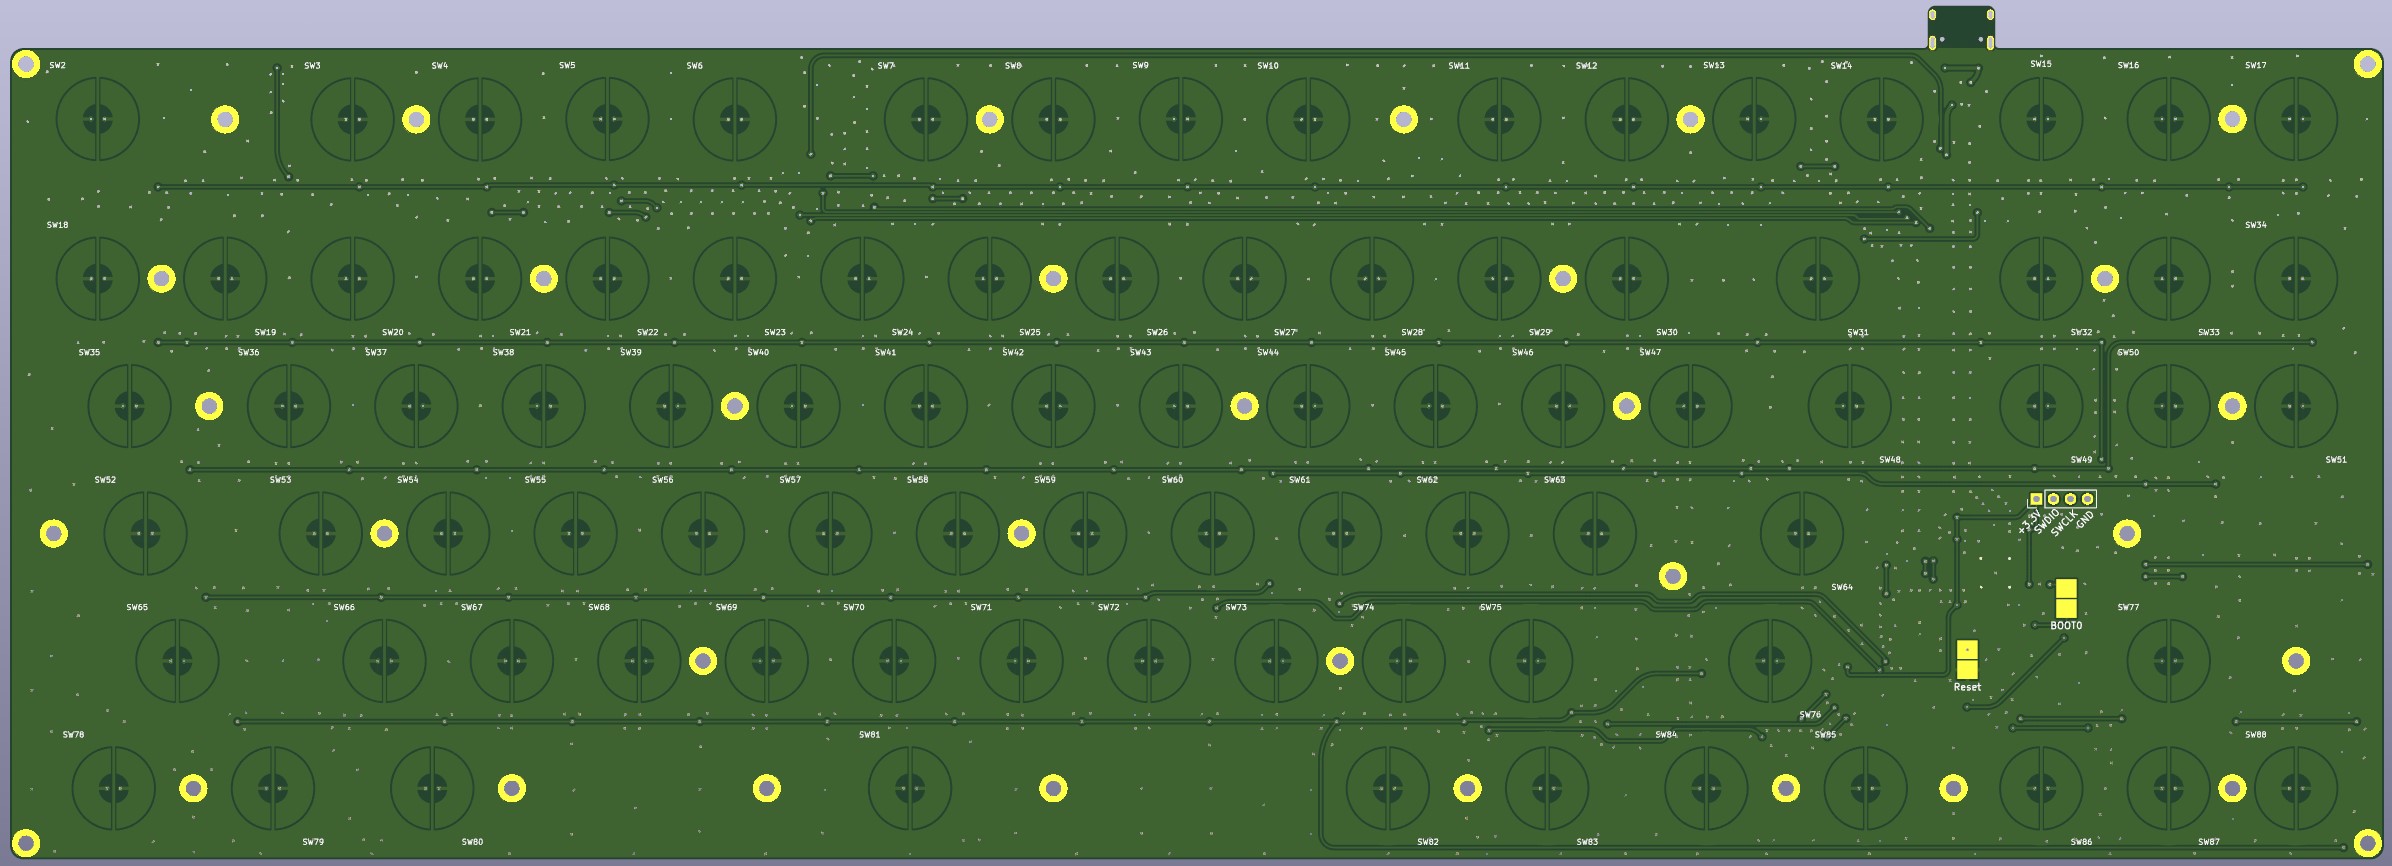 SW2 SW3 SW4 SW5 SW6 SW7 SW8 SW9 SW10 SW11 SW12 SW13 SW14 SW15 SW16 SW17
SW18 SW34
SW19 SW20 SW21 SW22 SW23 SW24 SW25 SW26 SW27 SW28 SW29 SW30 SW31 SW32 SW33
SW35 SW36 SW37 SW38 SW39 SW40 SW41 SW42 SW43 SW44 SW45 SW46 SW47 SW50
SW48 SW49 SW51
SW52 SW53 SW54 SW55 SW56 SW57 SW58 SW59 SW60 SW61 SW62 SW63
+3.3V SWDIO SWCLK GND
SW64
SW65 SW66 SW67 SW68 SW69 SW70 SW71 SW72 SW73 SW74 SW75 SW77
BOOT0
Reset
SW76
SW78 SW81 SW84 SW85 SW88
SW79 SW80 SW82 SW83 SW86 SW87